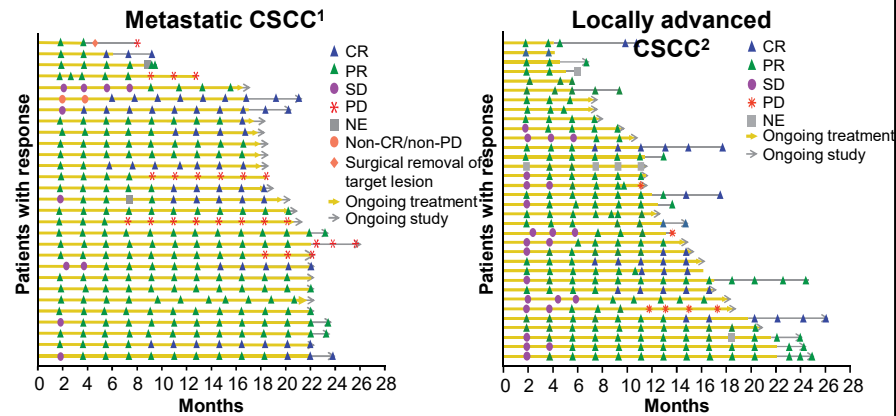 Metastatic CSCC1
CR
PR
SD
PD
NE
Non-CR/non-PD
Surgical removal of
target lesion
Ongoing treatment
Ongoing study
Patients with response
0 2 4 6 8 10 12 14 16 18 20 22 24 26 28
Months
Locally advanced
CSCC2
CR
PR
SD
PD
NE
Ongoing treatment
Ongoing study
Patients with response
0 2 4 6 8 10 12 14 16 18 20 22 24 26 28
Months